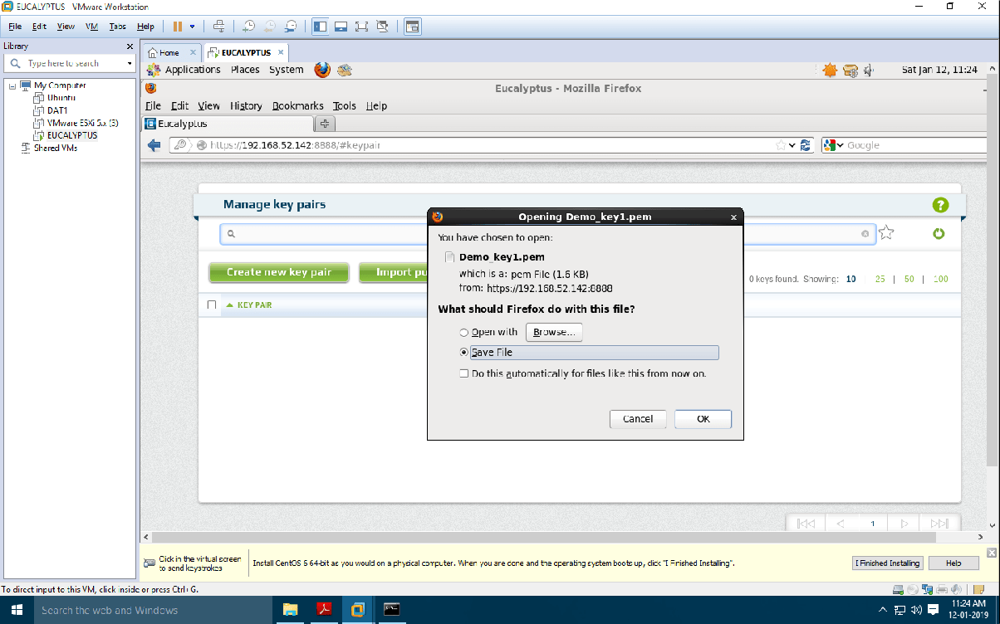 EUCALYPTUS - VMware Workstation
File Edit View VM Tabs Help
Library
Type here to search
My Computer
Ubuntu
DAT1
VMware ESXi 5.x (3)
EUCALYPTUS
Shared VMs
Home
EUCALYPTUS
Applications Places System
Sat Jan 12, 11:24
Eucalyptus - Mozilla Firefox
File Edit View History Bookmarks Tools Help
Eucalyptus
https://192.168.52.142:8888/#keypair
Google
Manage key pairs
?
Create new key pair
Import pu
0 keys found. Showing: 10 | 25 | 50 | 100
KEY PAIR
Opening Demo_key1.pem
You have chosen to open:
Demo_key1.pem
which is a: pem File (1.6 KB)
from: https://192.168.52.142:8888
What should Firefox do with this file?
Open with Browse...
Save File
Do this automatically for files like this from now on.
Cancel OK
1
Click in the virtual screen
to send keystrokes
Install CentOS 6 64-bit as you would on a physical computer. When you are done and the operating system boots up, click "I Finished Installing".
I Finished Installing
Help
To direct input to this VM, click inside or press Ctrl+G.
Search the web and Windows
11:24 AM
12-01-2019